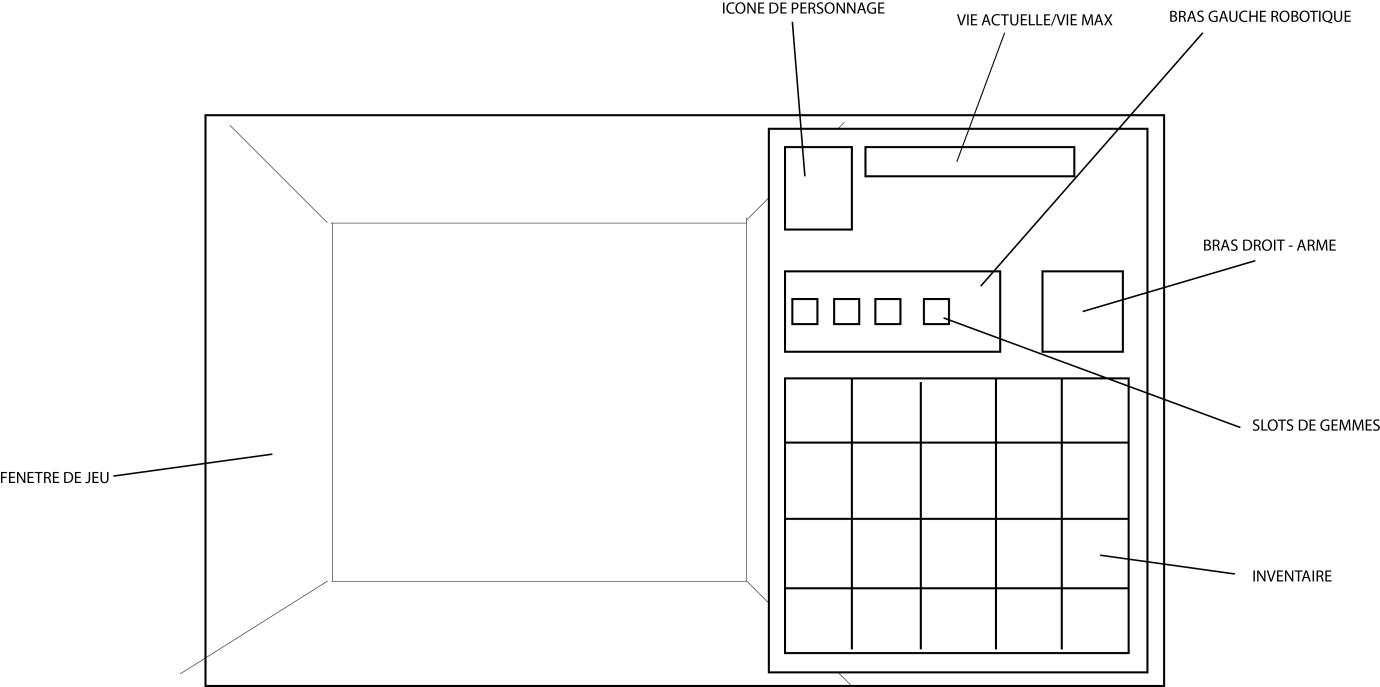 ICONE DE PERSONNAGE
VIE ACTUELLE/VIE MAX
BRAS GAUCHE ROBOTIQUE
BRAS DROIT - ARME
SLOTS DE GEMMES
FENETRE DE JEU
INVENTAIRE